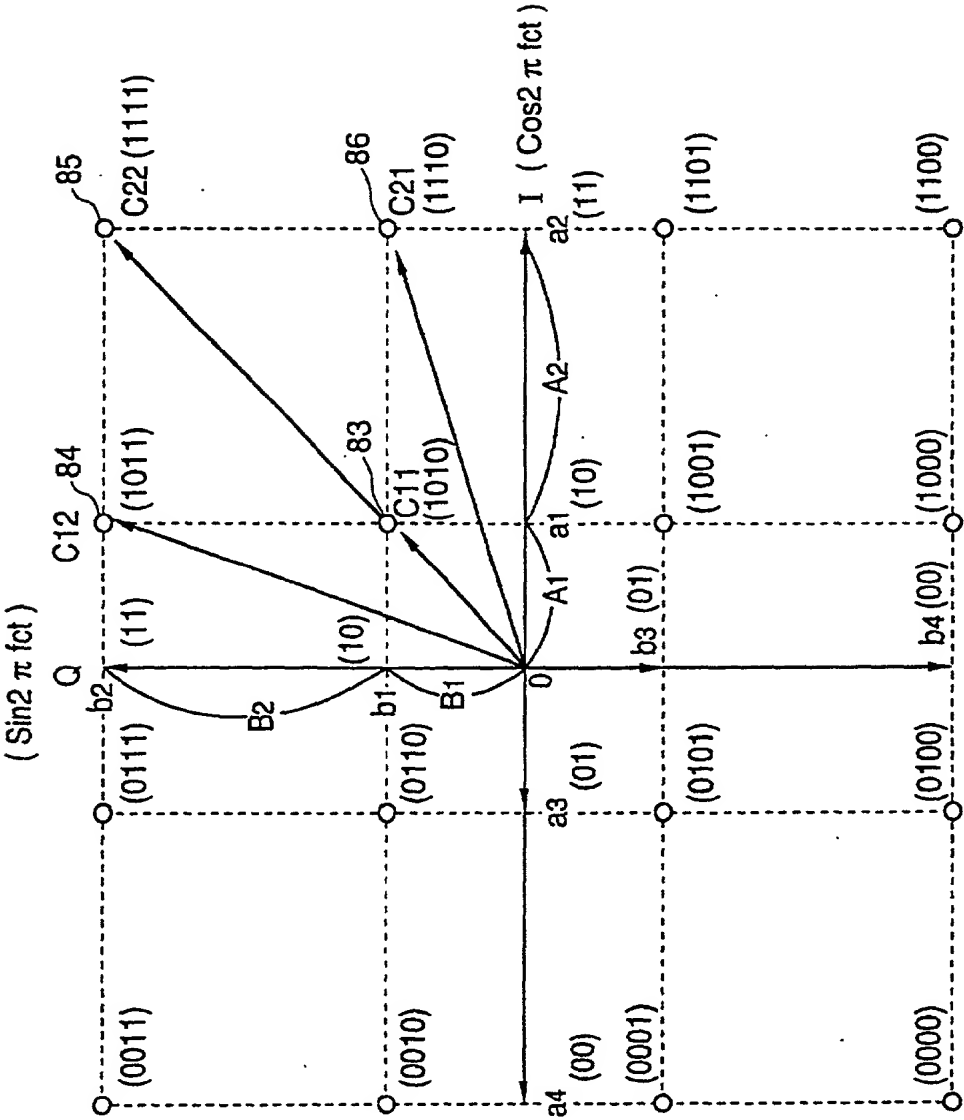 ( Sin2 π fct )
Q
C12
84
85
b2
(0011)
(0111)
(11)
(1011)
C22 (1111)
B2
(10)
83
86
b1
(0010)
(0110)
C11
(1010)
C21
(1110)
B1
0
A1
A2
I ( Cos2 π fct )
a4
a3
a1
a2
(00)
(01)
(10)
(11)
b3 (01)
(0001)
(0101)
(1001)
(1101)
b4 (00)
(0000)
(0100)
(1000)
(1100)